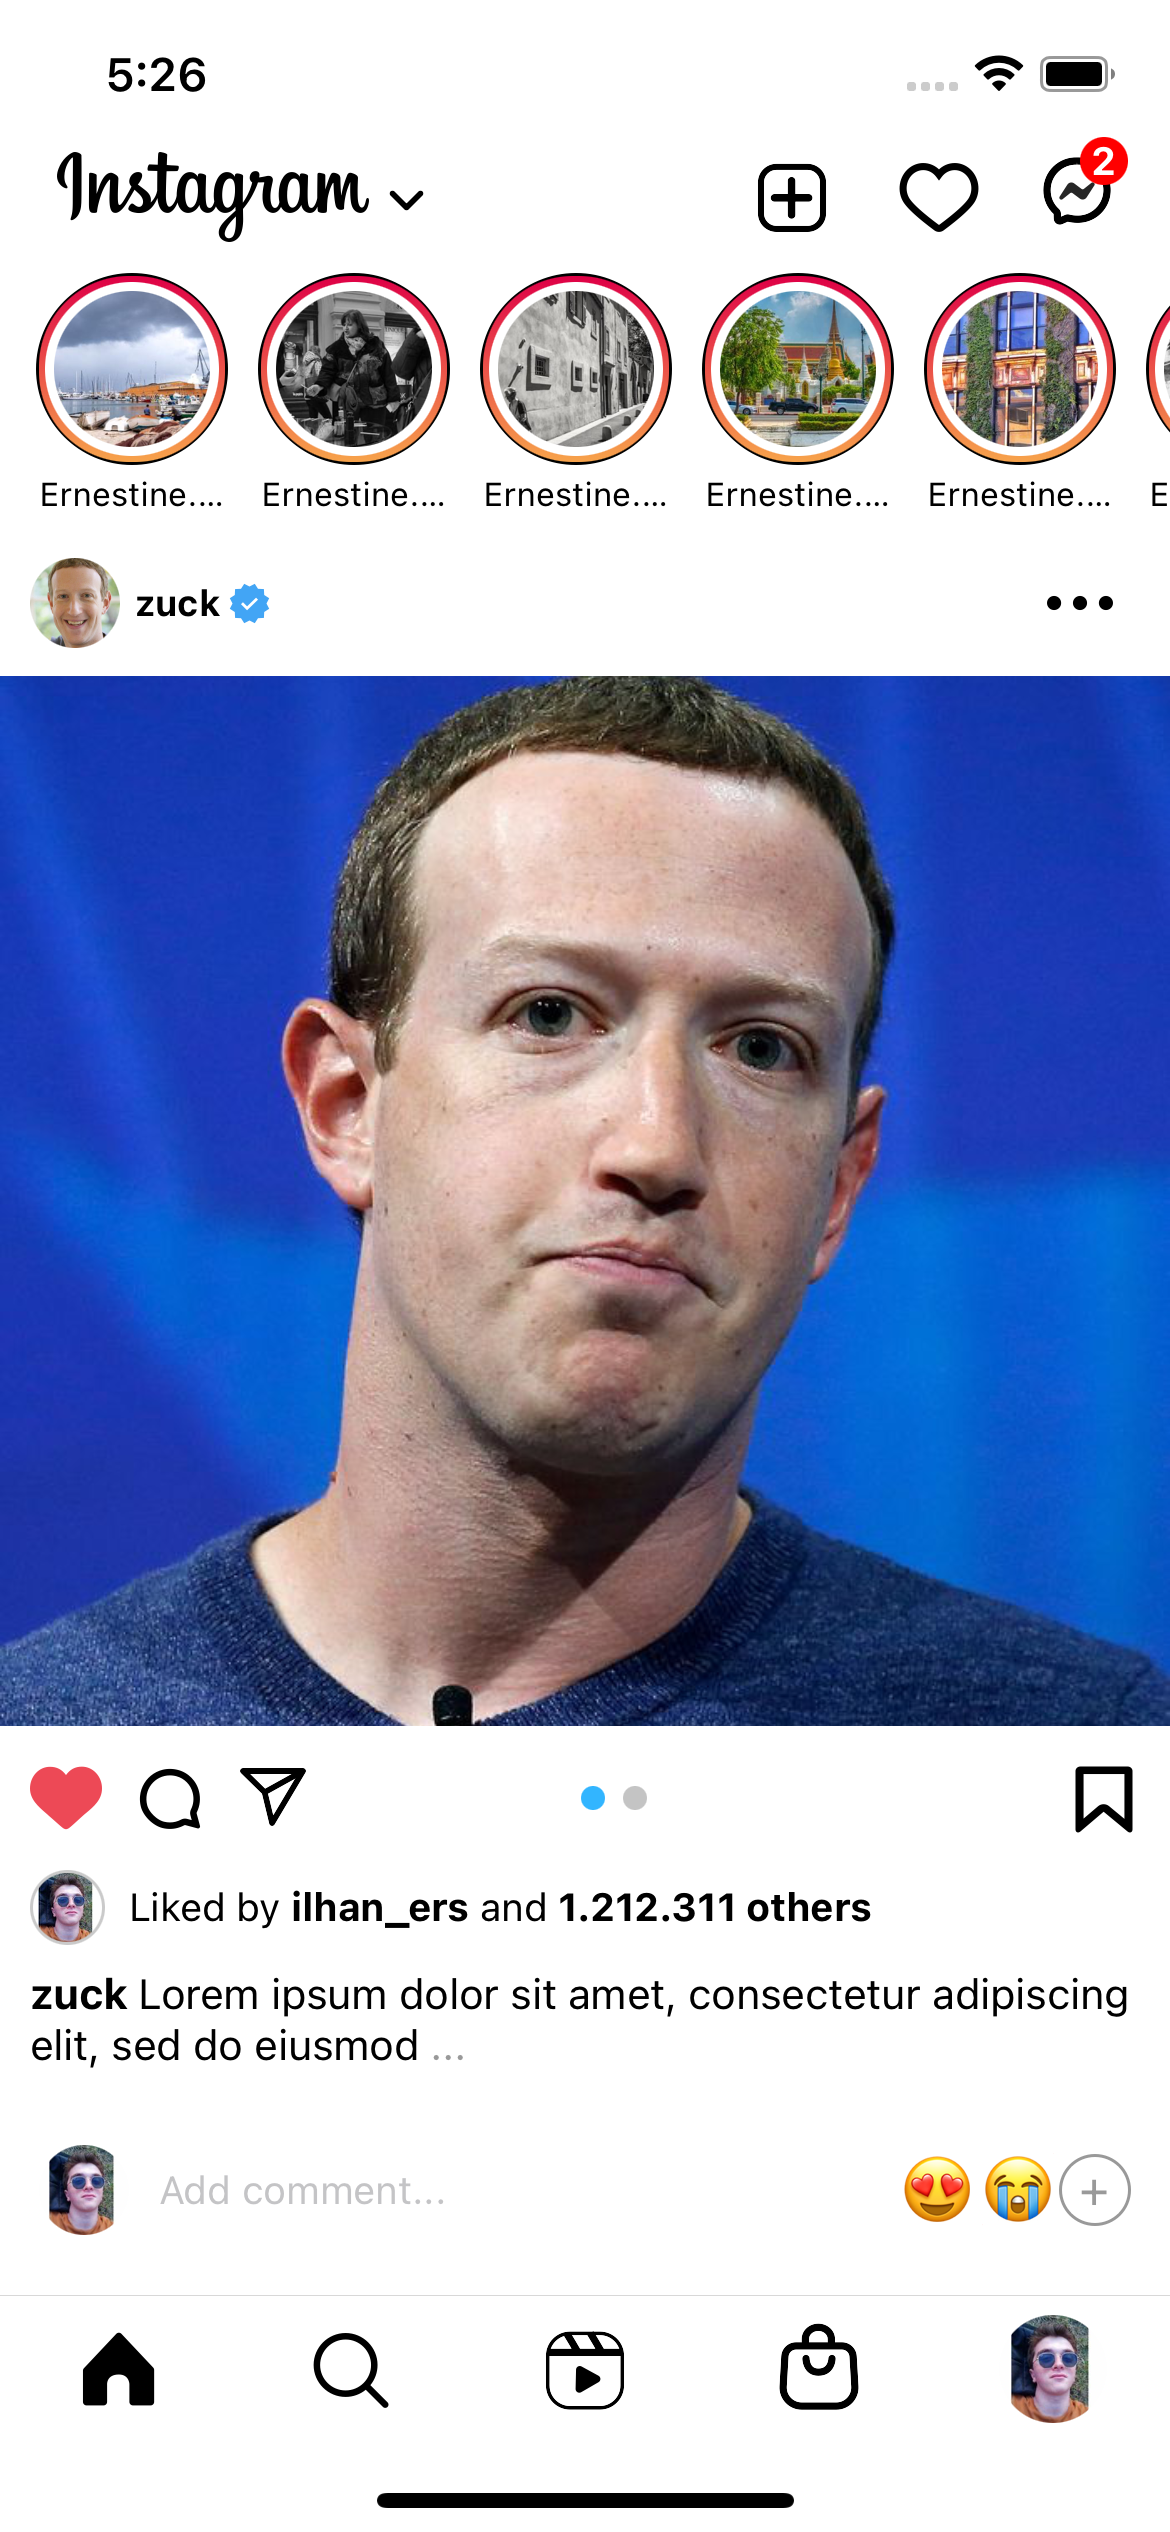 5:26
Instagram
2
Ernestine.... Ernestine.... Ernestine.... Ernestine.... Ernestine.... E
zuck
Liked by ilhan_ers and 1.212.311 others
zuck Lorem ipsum dolor sit amet, consectetur adipiscing
elit, sed do eiusmod ...
Add comment...